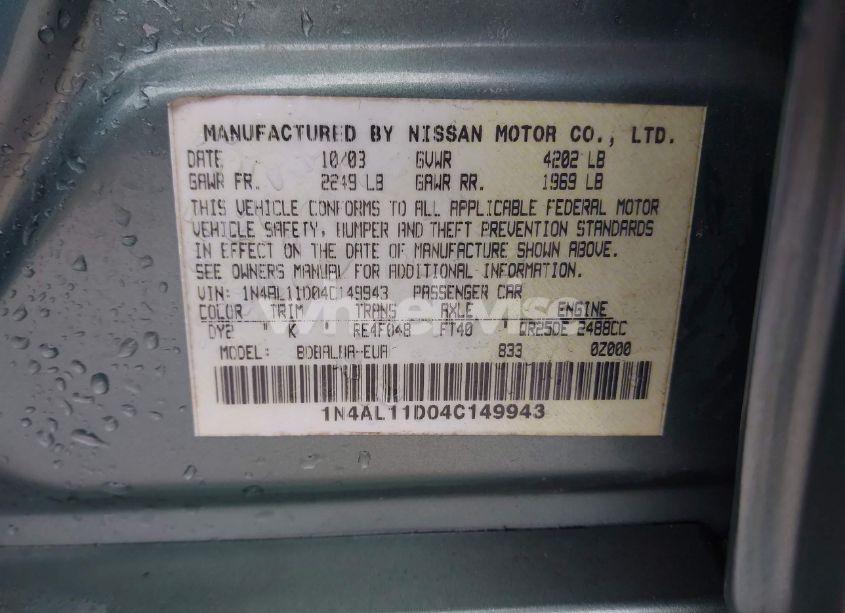 MANUFACTURED BY NISSAN MOTOR CO., LTD.
DATE 10/03 GVWR 4202 LB
GAWR FR. 2249 LB GAWR RR. 1969 LB
THIS VEHICLE CONFORMS TO ALL APPLICABLE FEDERAL MOTOR
VEHICLE SAFETY, BUMPER AND THEFT PREVENTION STANDARDS
IN EFFECT ON THE DATE OF MANUFACTURE SHOWN ABOVE.
SEE OWNERS MANUAL FOR ADDITIONAL INFORMATION.
VIN: 1N4AL11D04C149943 PASSENGER CAR
COLOR TRIM TRANS AXLE ENGINE
DY2 K RE4F04B FT40 QR25DE 2488CC
MODEL: 833 0Z000
1N4AL11D04C149943